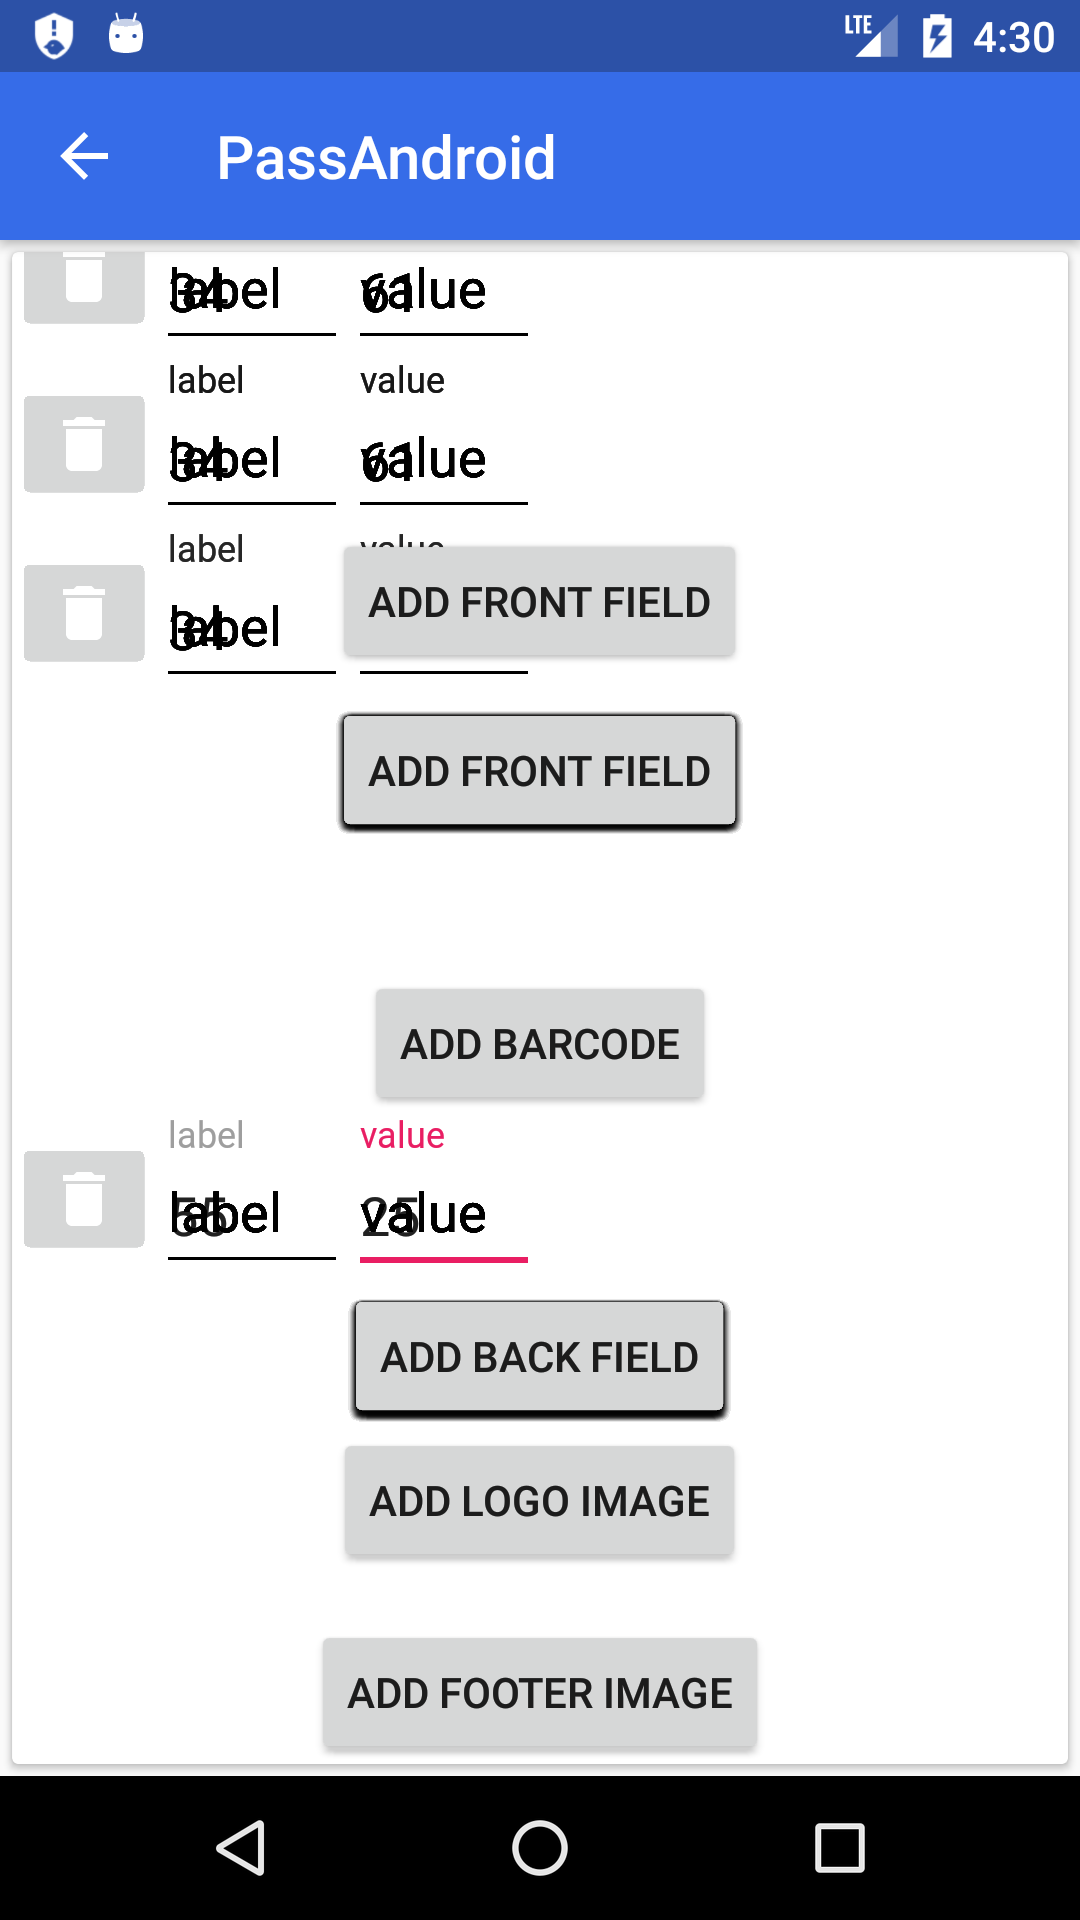 LTE 4:30
PassAndroid
label value
34 61
label value
label value
34 61
label value
label
34
ADD FRONT FIELD
ADD FRONT FIELD
ADD BARCODE
label value
label value
55 25
ADD BACK FIELD
ADD LOGO IMAGE
ADD FOOTER IMAGE